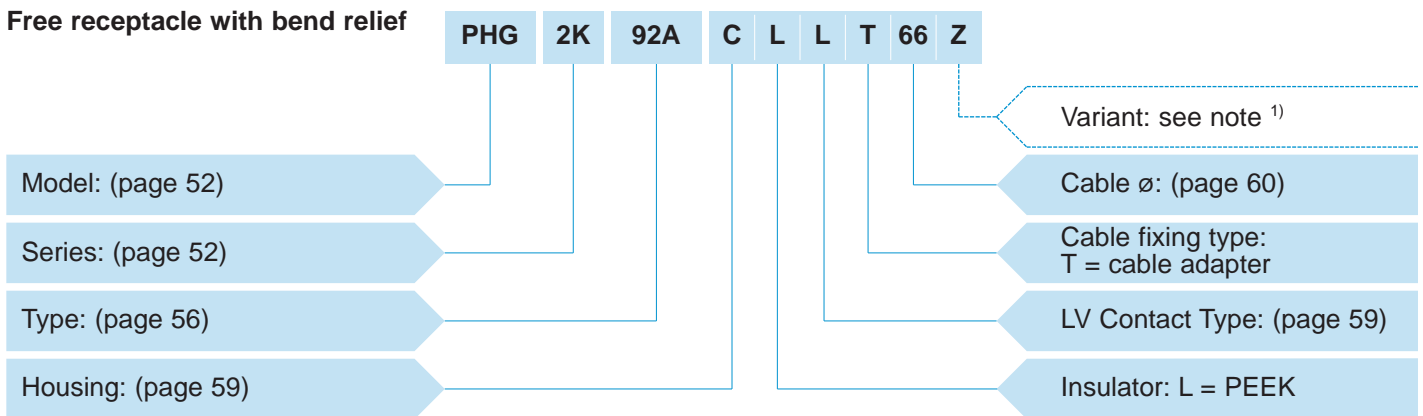 Free receptacle with bend relief
PHG 2K 92A C L L T 66 Z
Variant: see note 1)
Model: (page 52)
Cable ø: (page 60)
Series: (page 52)
Cable fixing type:
T = cable adapter
Type: (page 56)
LV Contact Type: (page 59)
Housing: (page 59)
Insulator: L = PEEK